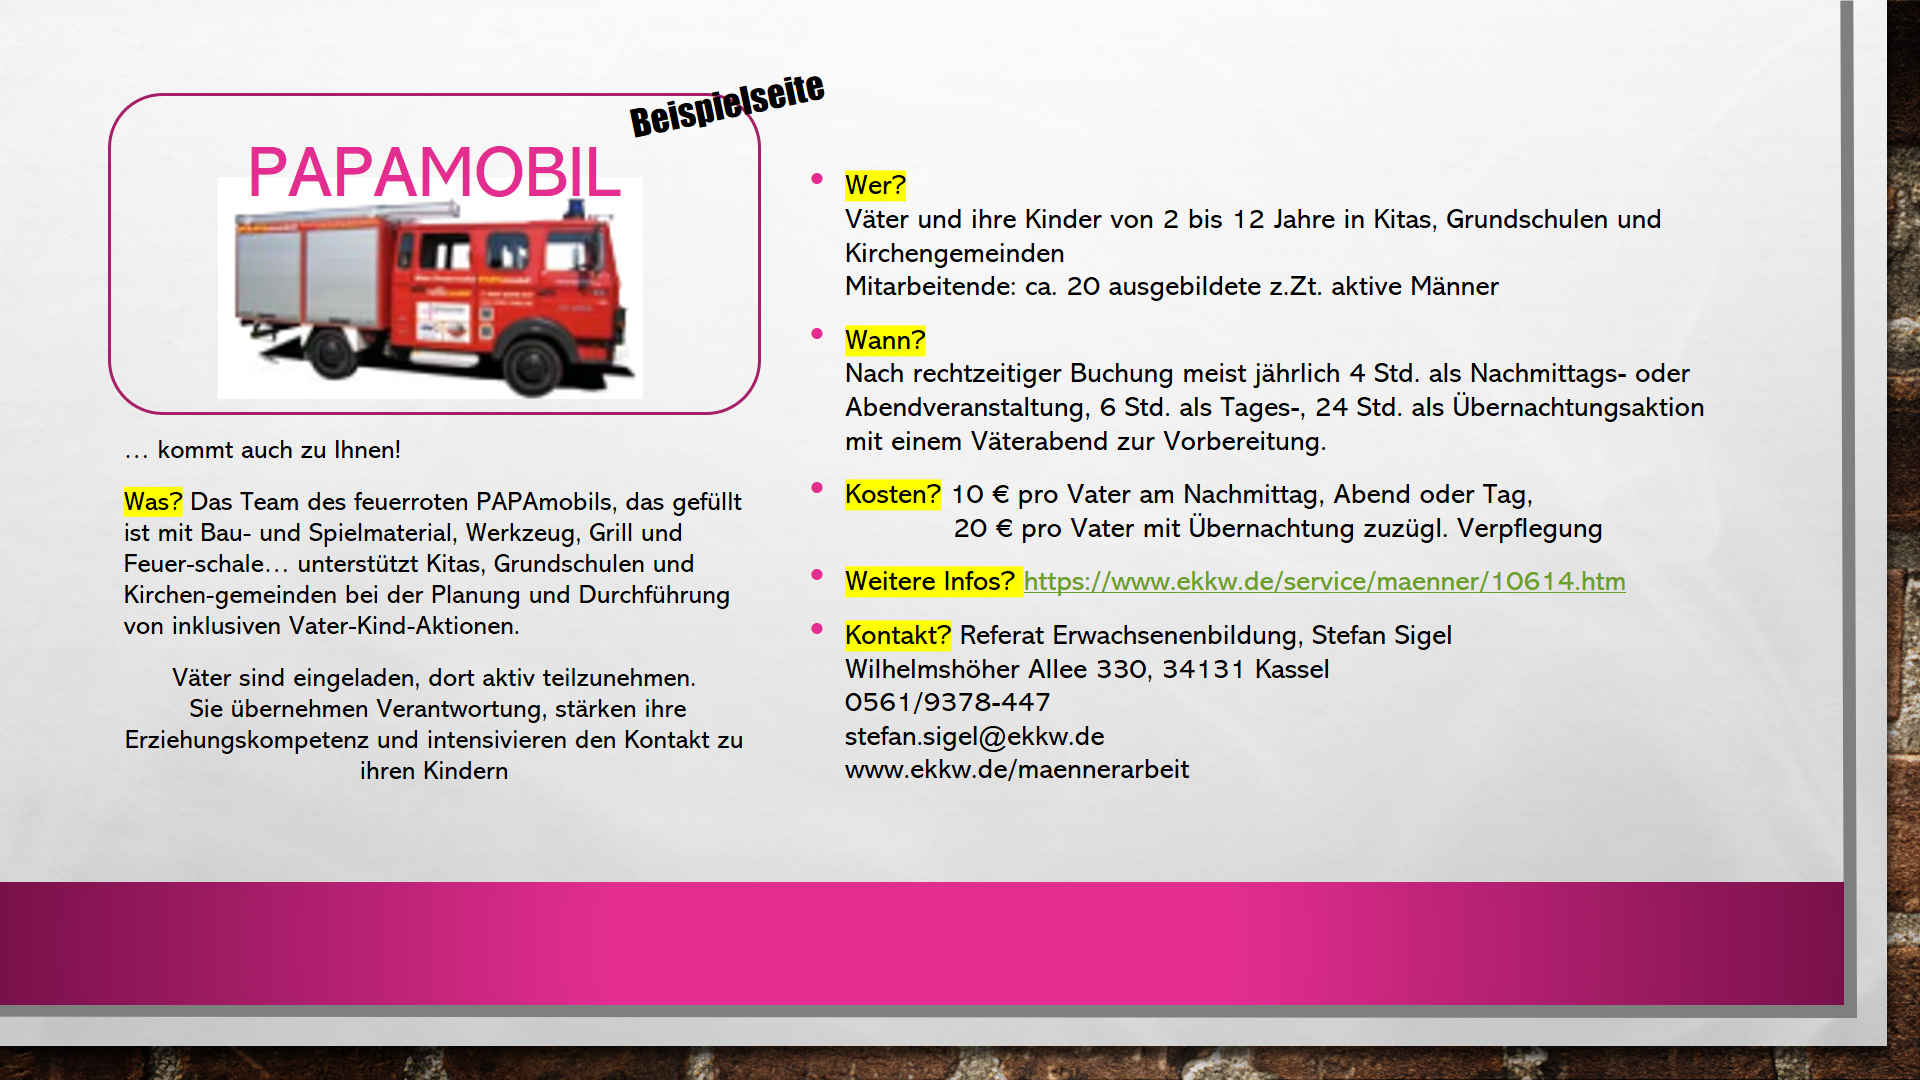 Beispielseite
PAPAMOBIL
… kommt auch zu Ihnen!
Was? Das Team des feuerroten PAPAmobils, das gefüllt
ist mit Bau- und Spielmaterial, Werkzeug, Grill und
Feuer-schale… unterstützt Kitas, Grundschulen und
Kirchen-gemeinden bei der Planung und Durchführung
von inklusiven Vater-Kind-Aktionen.
Väter sind eingeladen, dort aktiv teilzunehmen.
Sie übernehmen Verantwortung, stärken ihre
Erziehungskompetenz und intensivieren den Kontakt zu
ihren Kindern
• Wer?
Väter und ihre Kinder von 2 bis 12 Jahre in Kitas, Grundschulen und
Kirchengemeinden
Mitarbeitende: ca. 20 ausgebildete z.Zt. aktive Männer
• Wann?
Nach rechtzeitiger Buchung meist jährlich 4 Std. als Nachmittags- oder
Abendveranstaltung, 6 Std. als Tages-, 24 Std. als Übernachtungsaktion
mit einem Väterabend zur Vorbereitung.
• Kosten? 10 € pro Vater am Nachmittag, Abend oder Tag,
20 € pro Vater mit Übernachtung zuzügl. Verpflegung
• Weitere Infos? https://www.ekkw.de/service/maenner/10614.htm
• Kontakt? Referat Erwachsenenbildung, Stefan Sigel
Wilhelmshöher Allee 330, 34131 Kassel
0561/9378-447
stefan.sigel@ekkw.de
www.ekkw.de/maennerarbeit